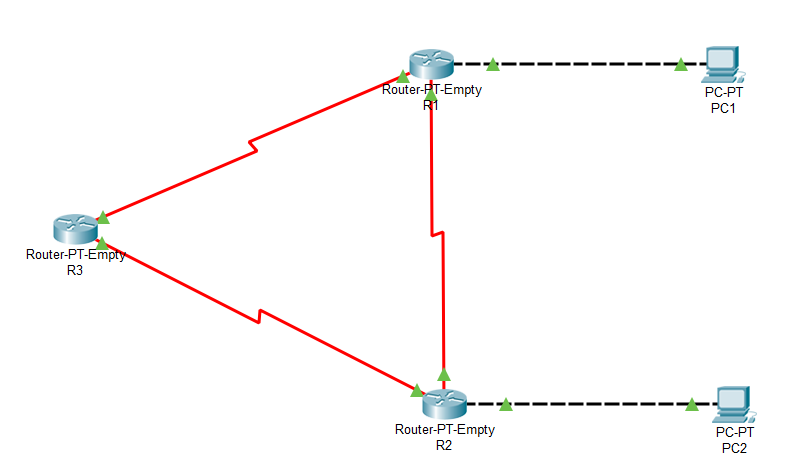 Router-PT-Empty
R1
PC-PT
PC1
Router-PT-Empty
R3
Router-PT-Empty
R2
PC-PT
PC2